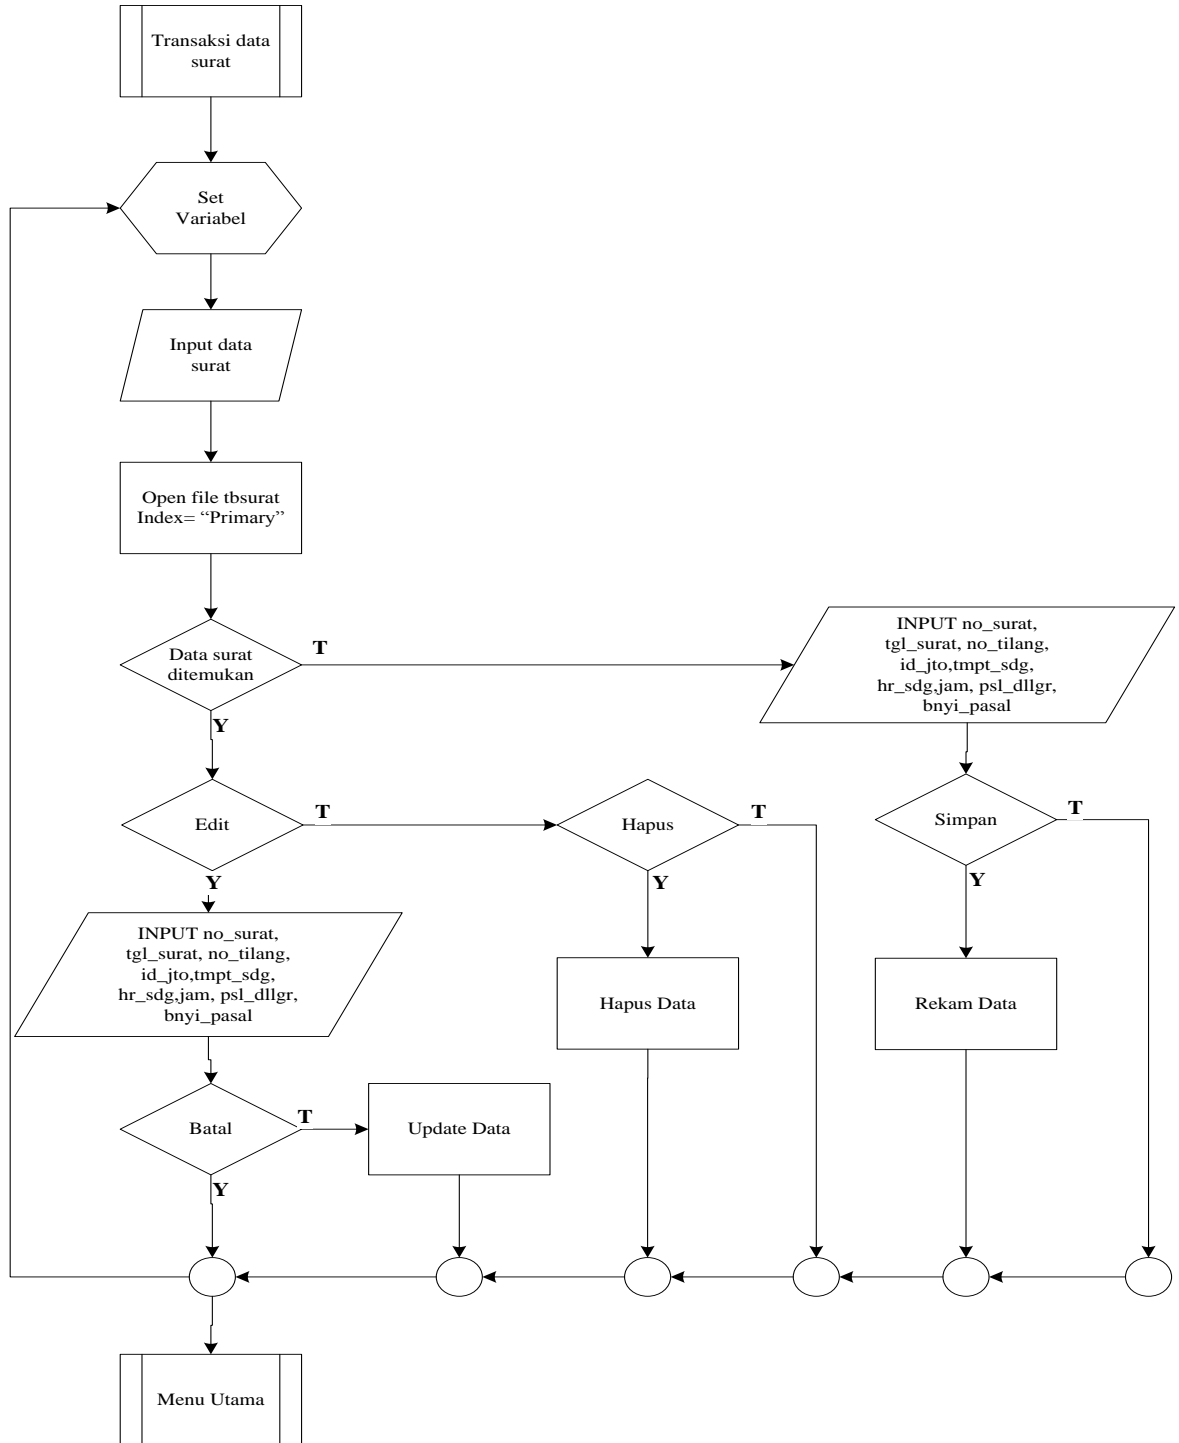 Transaksi data
surat
Set
Variabel
Input data
surat
Open file tbsurat
Index= “Primary”
Data surat
ditemukan
T
Y
INPUT no_surat,
tgl_surat, no_tilang,
id_jto,tmpt_sdg,
hr_sdg,jam, psl_dllgr,
bnyi_pasal
Edit
T
Y
Hapus
T
Y
Simpan
T
Y
INPUT no_surat,
tgl_surat, no_tilang,
id_jto,tmpt_sdg,
hr_sdg,jam, psl_dllgr,
bnyi_pasal
Hapus Data
Rekam Data
Batal
T
Y
Update Data
Menu Utama